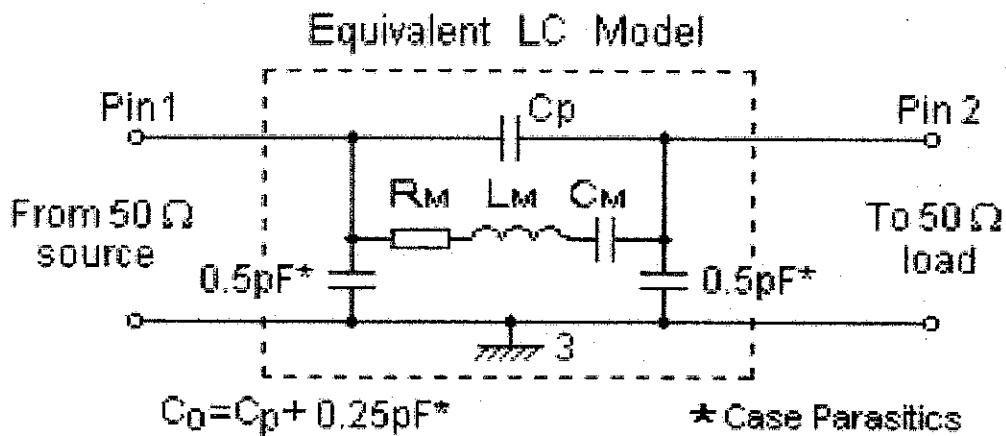 Equivalent LC Model
Pin 1
Cp
Pin 2
RM
LM
CM
From 50 Ω
source
To 50 Ω
load
0.5pF*
0.5pF*
3
C0=Cp+ 0.25pF*
* Case Parasitics